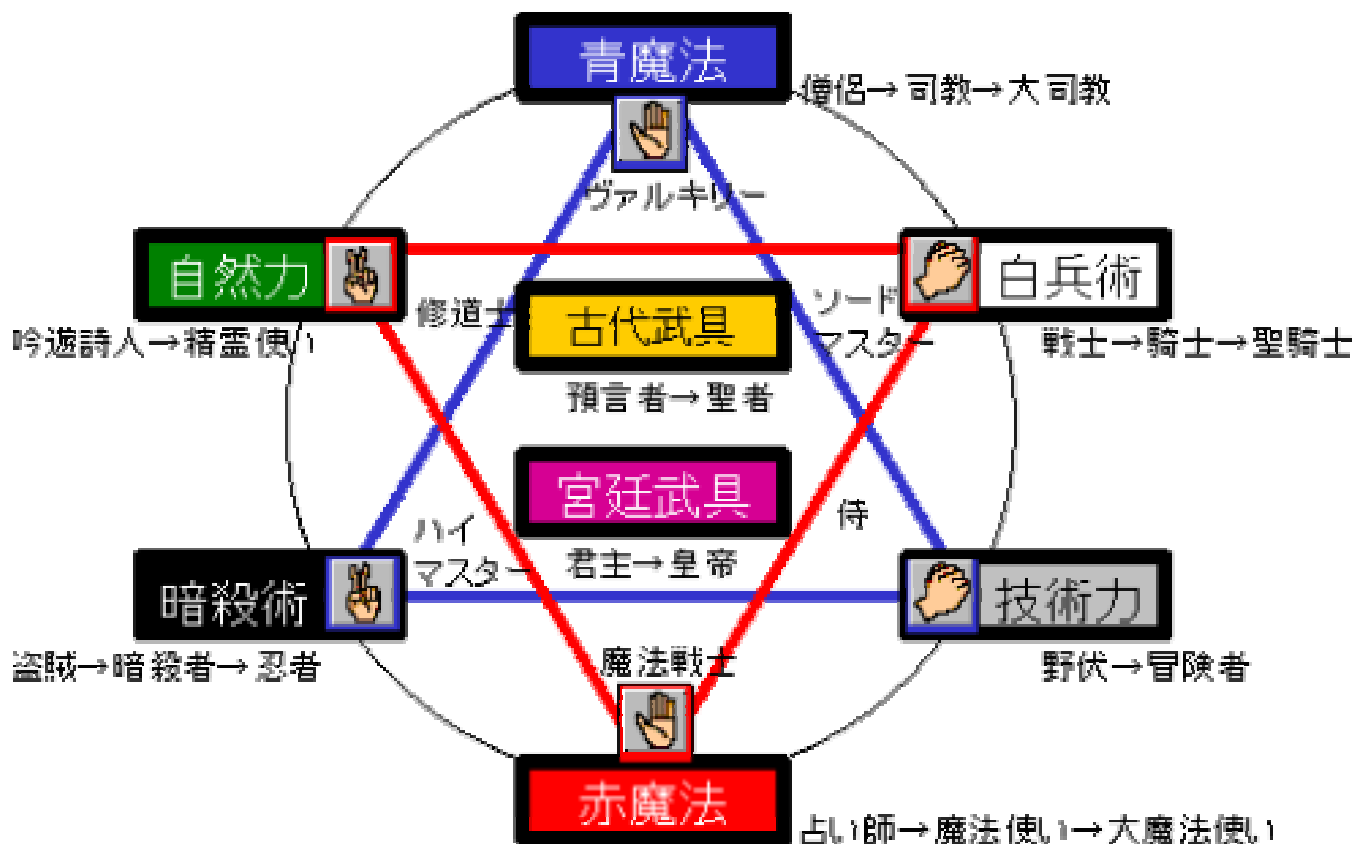 青魔法
僧侶→司教→大司教
ヴァルキリー
自然力
白兵術
修道士
古代武具
ソード
マスター
吟遊詩人→精霊使い
戦士→騎士→聖騎士
預言者→聖者
宮廷武具
侍
ハイ
マスター
君主→皇帝
暗殺術
技術力
盗賊→暗殺者→忍者
魔法戦士
野伏→冒険者
赤魔法
占い師→魔法使い→大魔法使い